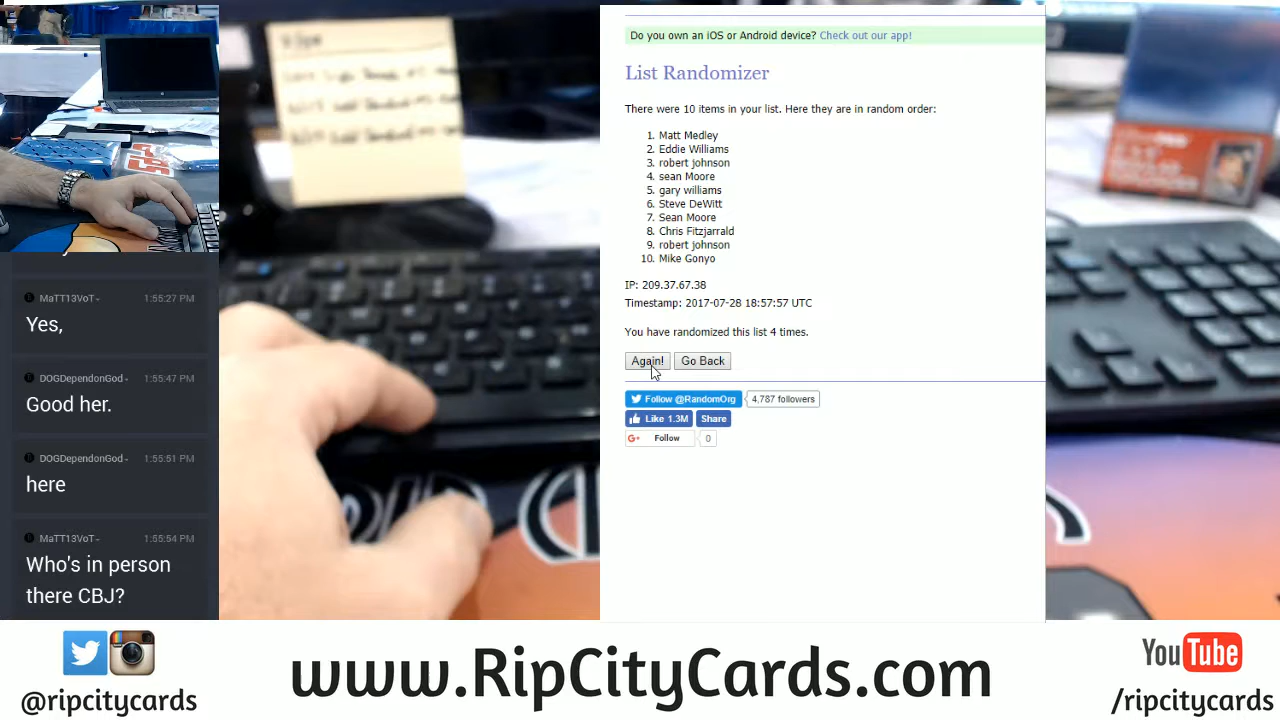 MaTT13VoT- 1:55:27 PM
Yes,
DOGDependonGod- 1:55:47 PM
Good her.
DOGDependonGod- 1:55:51 PM
here
MaTT13VoT- 1:55:54 PM
Who's in person
there CBJ?
Do you own an iOS or Android device? Check out our app!
List Randomizer
There were 10 items in your list. Here they are in random order:
1. Matt Medley
2. Eddie Williams
3. robert johnson
4. sean Moore
5. gary williams
6. Steve DeWitt
7. Sean Moore
8. Chris Fitzjarrald
9. robert johnson
10. Mike Gonyo
IP: 209.37.67.38
Timestamp: 2017-07-28 18:57:57 UTC
You have randomized this list 4 times.
Again! Go Back
Follow @RandomOrg 4,787 followers
Like 1.3M Share
G+ Follow 0
@ripcitycards
www.RipCityCards.com
YouTube
/ripcitycards